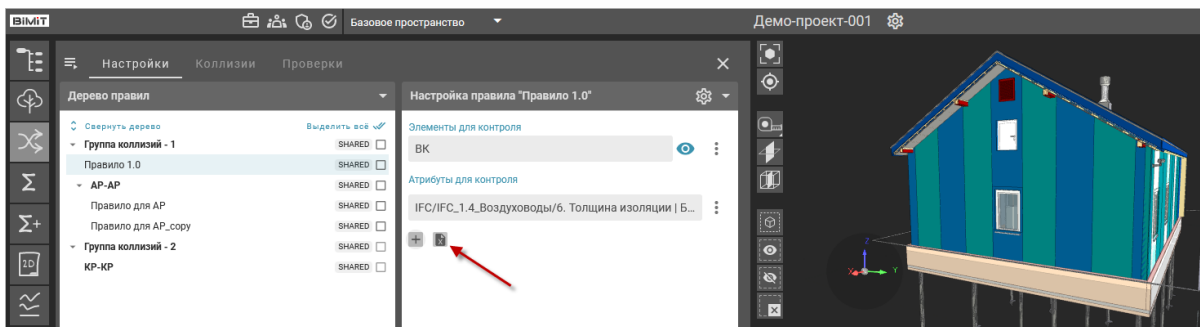 BIMIT
Базовое пространство
Демо-проект-001
Настройки Коллизии Проверки
Дерево правил
Настройка правила "Правило 1.0"
Свернуть дерево Выделить всё
Группа коллизий - 1 SHARED
Правило 1.0 SHARED
АР-АР SHARED
Правило для АР SHARED
Правило для АР_copy SHARED
Группа коллизий - 2 SHARED
КР-КР SHARED
Элементы для контроля
ВК
Атрибуты для контроля
IFC/IFC_1.4_Воздуховоды/6. Толщина изоляции | Б...
Σ
Σ+
2D
Z
X
Y